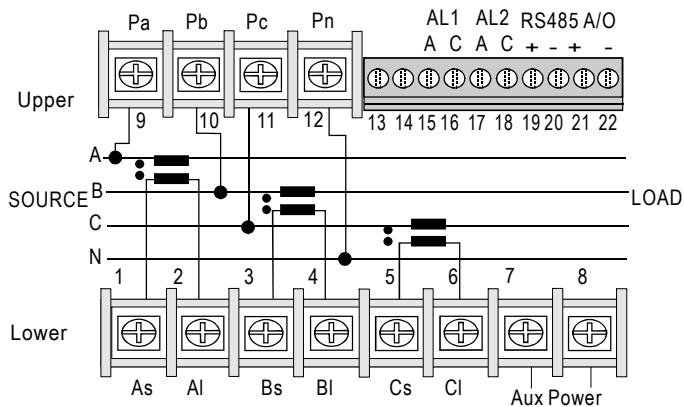 Pa Pb Pc Pn AL1 AL2 RS485 A/O
A C A C + - + -
Upper
9 10 11 12 13 14 15 16 17 18 19 20 21 22
A
B
SOURCE LOAD
C
N
1 2 3 4 5 6 7 8
Lower
As Al Bs Bl Cs Cl Aux Power